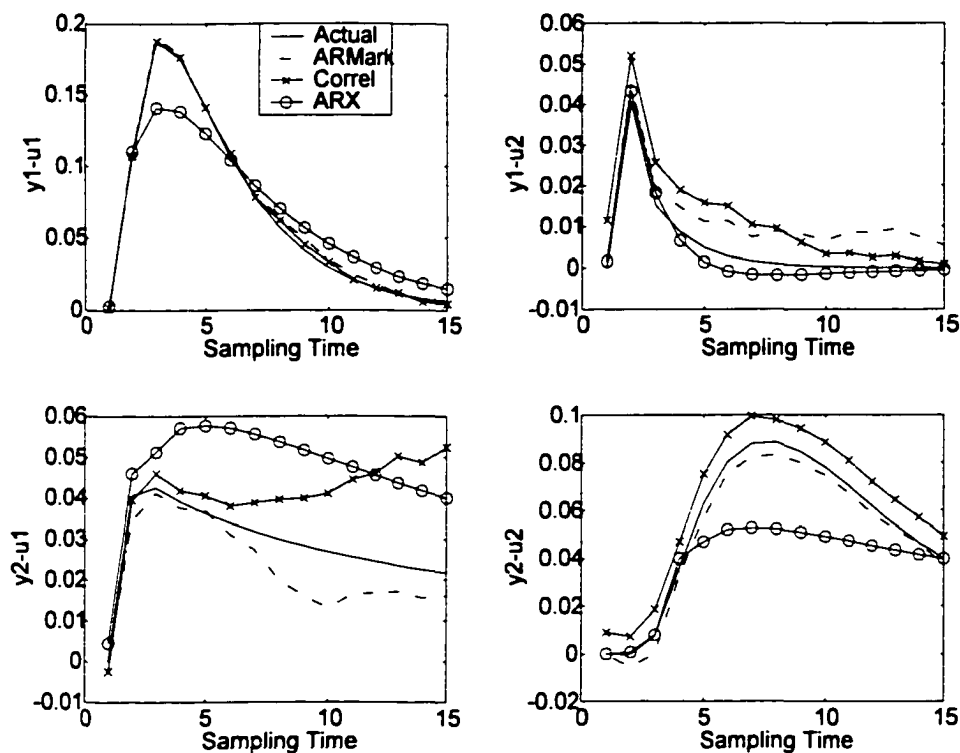 0.2
0.15
0.1
0.05
0
y1-u1
0 5 10 15
Sampling Time
Actual
ARMark
Correl
ARX
0.06
0.05
0.04
0.03
0.02
0.01
0
-0.01
y1-u2
0 5 10 15
Sampling Time
0.06
0.05
0.04
0.03
0.02
0.01
0
-0.01
y2-u1
0 5 10 15
Sampling Time
0.1
0.08
0.06
0.04
0.02
0
-0.02
y2-u2
0 5 10 15
Sampling Time